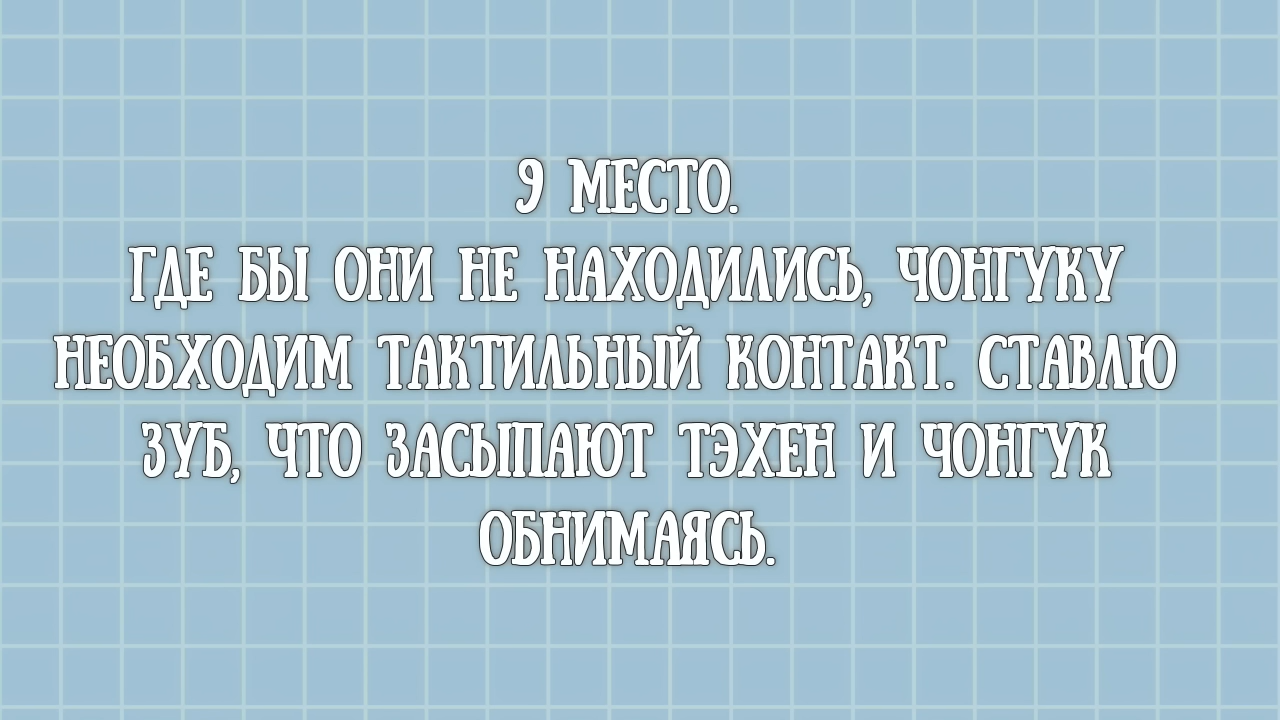 9 МЕСТО.
ГДЕ БЫ ОНИ НЕ НАХОДИЛИСЬ, ЧОНГУКУ
НЕОБХОДИМ ТАКТИЛЬНЫЙ КОНТАКТ. СТАВЛЮ
ЗУБ, ЧТО ЗАСЫПАЮТ ТЭХЕН И ЧОНГУК
ОБНИМАЯСЬ.